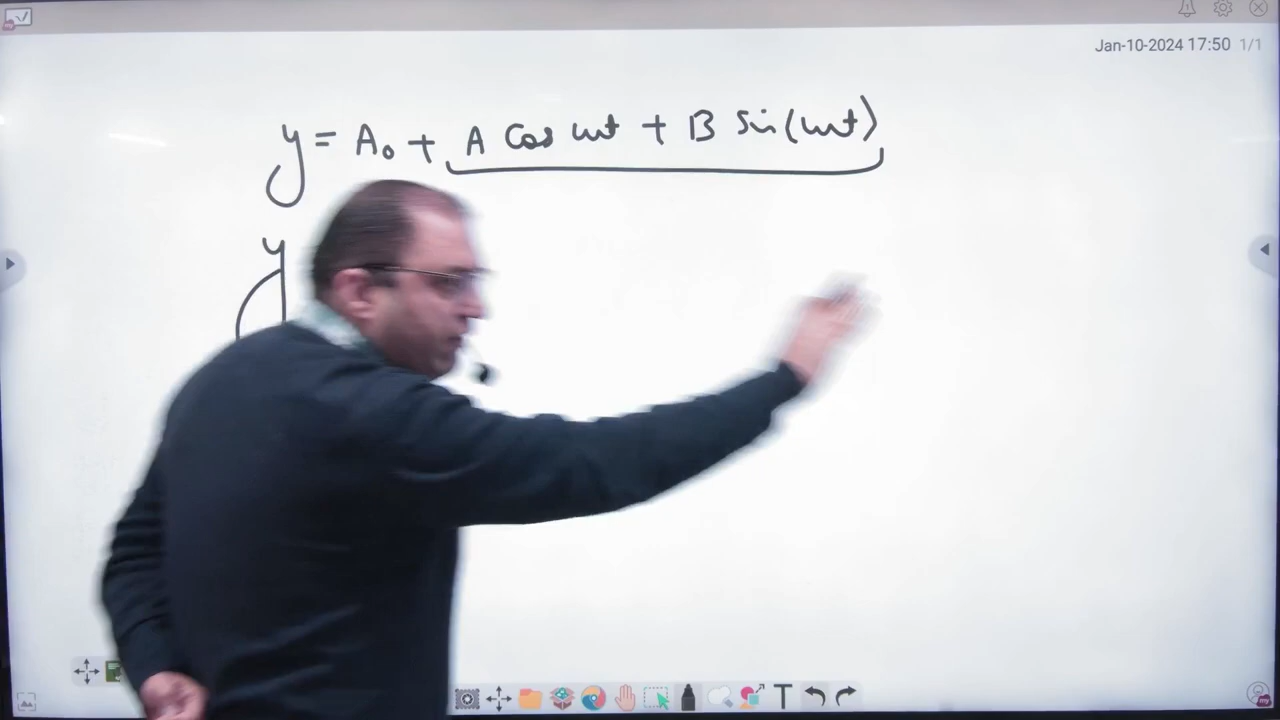 Jan-10-2024 17:50 1/1
y = A₀ + A Cos ωt + B Sin(ωt)
y
T